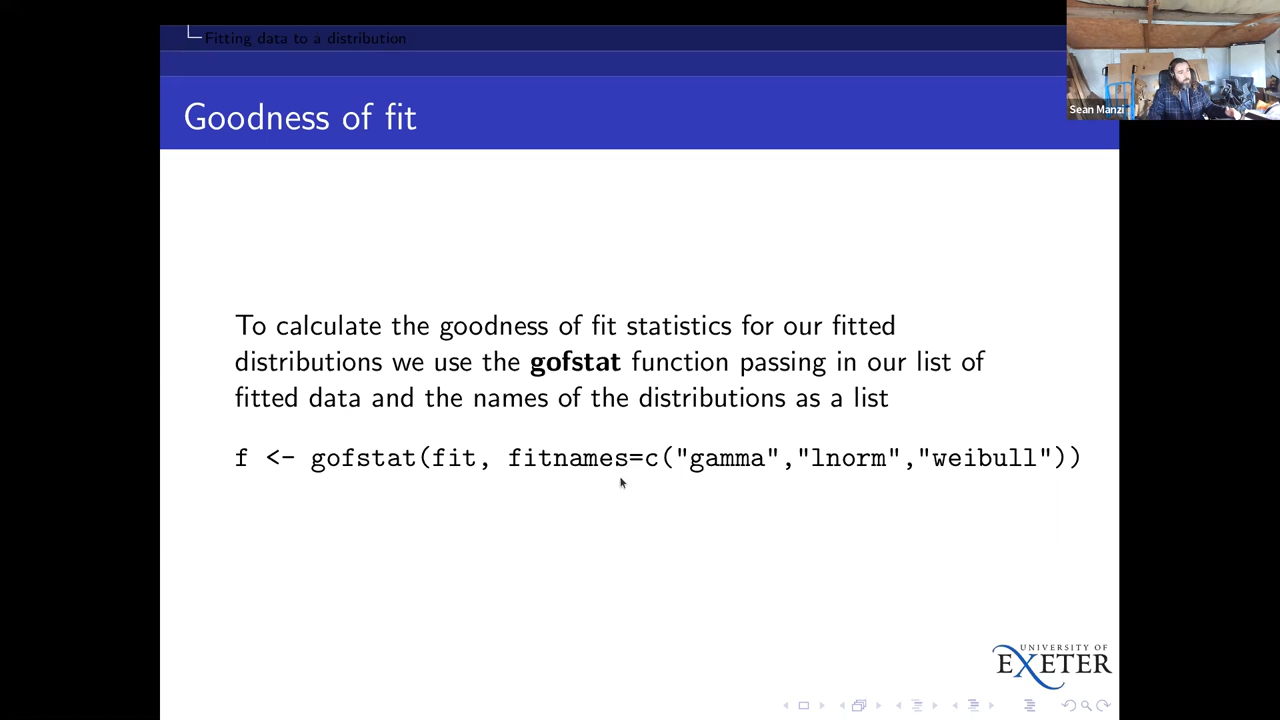 Fitting data to a distribution
Goodness of fit
Sean Manzi
To calculate the goodness of fit statistics for our fitted
distributions we use the gofstat function passing in our list of
fitted data and the names of the distributions as a list
f <- gofstat(fit, fitnames=c("gamma","lnorm","weibull"))
UNIVERSITY OF
EXETER